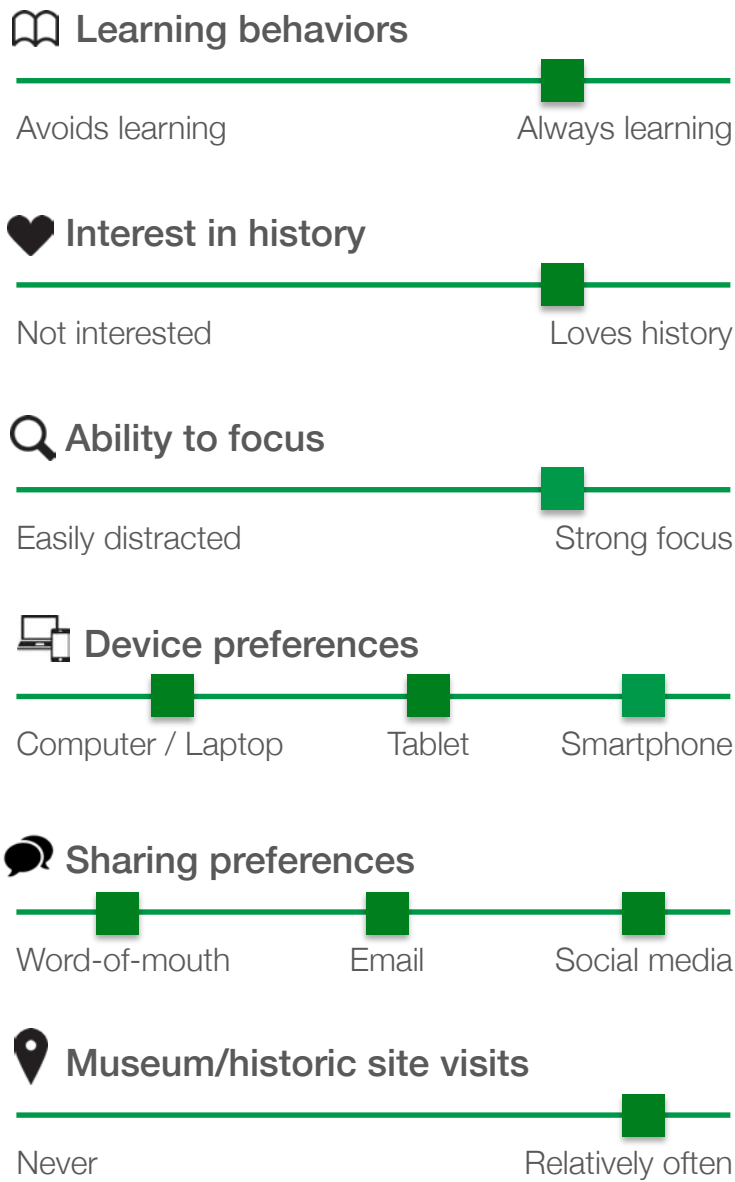 Learning behaviors
Avoids learning Always learning
Interest in history
Not interested Loves history
Ability to focus
Easily distracted Strong focus
Device preferences
Computer / Laptop Tablet Smartphone
Sharing preferences
Word-of-mouth Email Social media
Museum/historic site visits
Never Relatively often